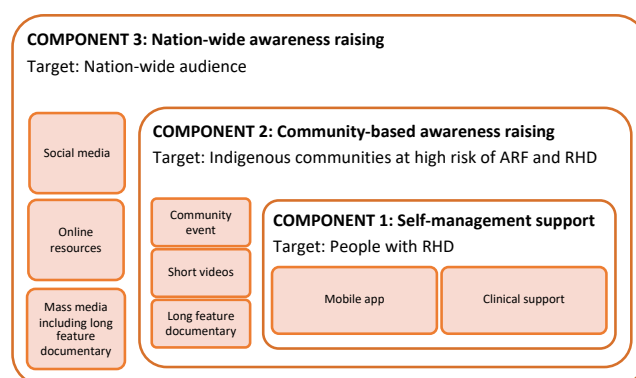 COMPONENT 3: Nation-wide awareness raising
Target: Nation-wide audience
Social media
Online
resources
Mass media
including long
feature
documentary
COMPONENT 2: Community-based awareness raising
Target: Indigenous communities at high risk of ARF and RHD
Community
event
Short videos
Long feature
documentary
COMPONENT 1: Self-management support
Target: People with RHD
Mobile app
Clinical support